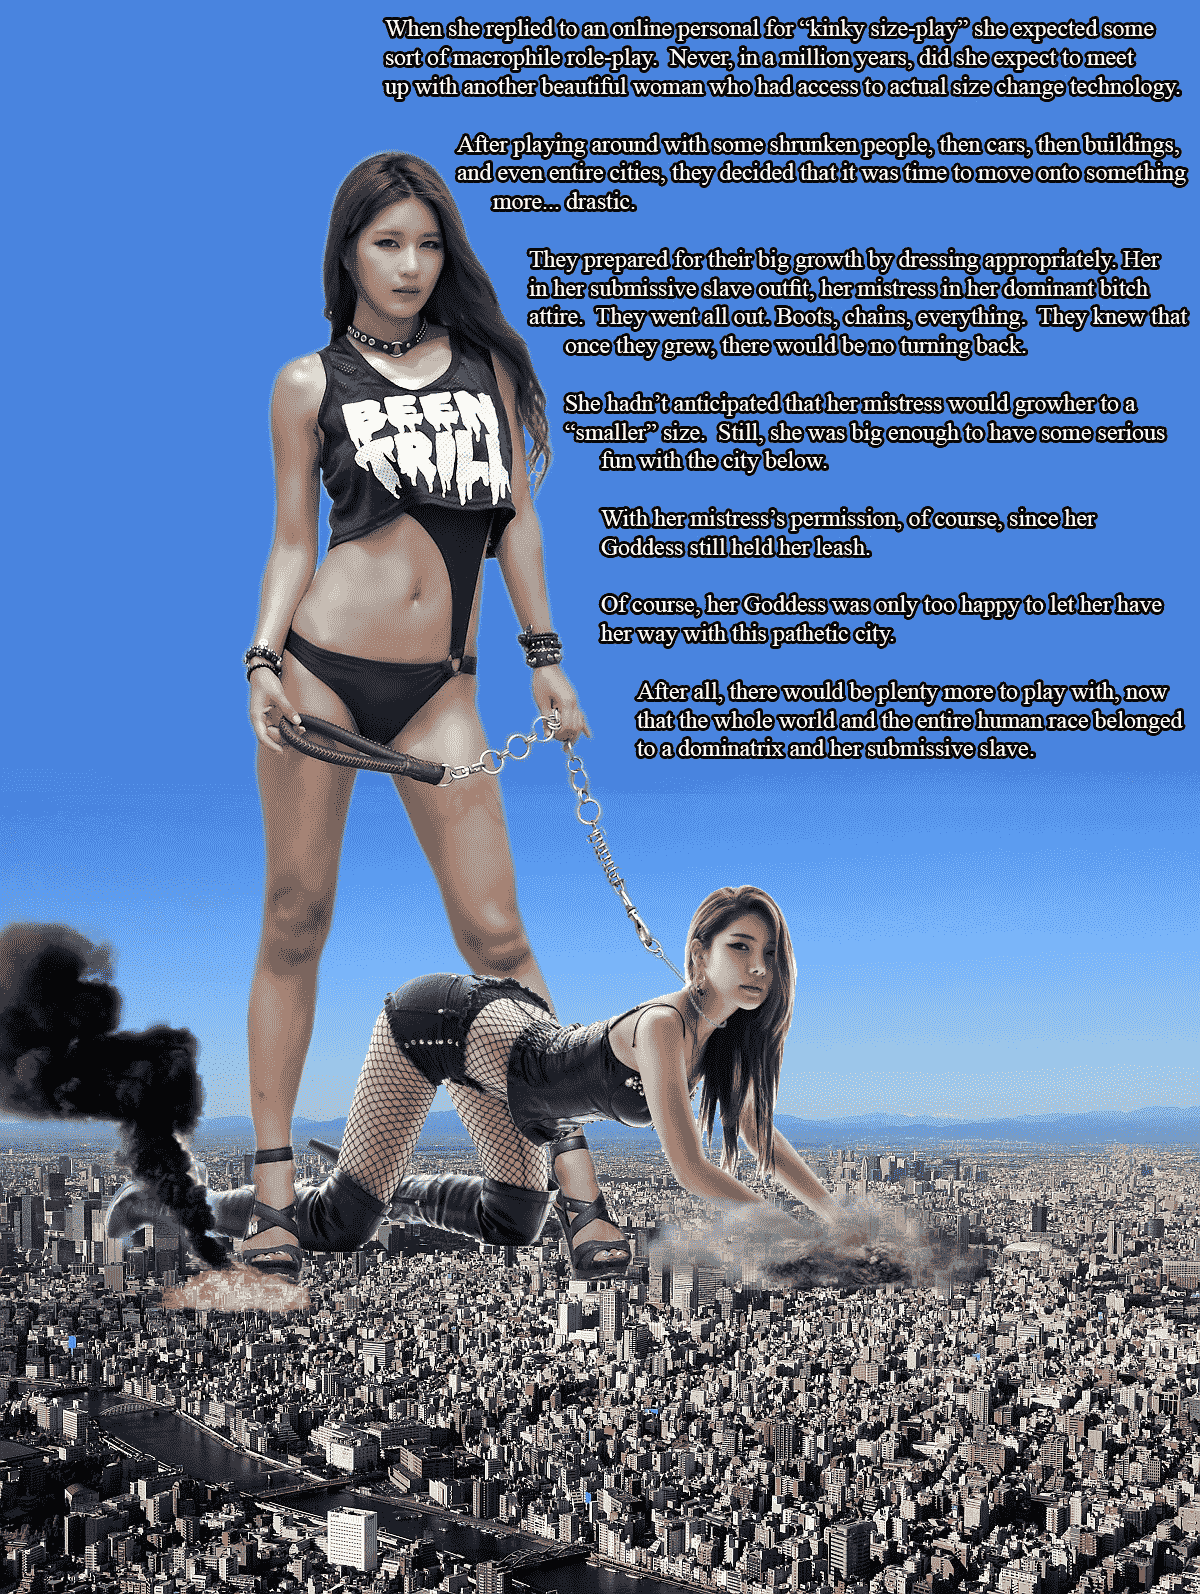 When she replied to an online personal for “kinky size-play” she expected some
sort of macrophile role-play.  Never, in a million years, did she expect to meet
up with another beautiful woman who had access to actual size change technology.
After playing around with some shrunken people, then cars, then buildings,
and even entire cities, they decided that it was time to move onto something
more... drastic.
They prepared for their big growth by dressing appropriately. Her
in her submissive slave outfit, her mistress in her dominant bitch
attire.  They went all out. Boots, chains, everything.  They knew that
once they grew, there would be no turning back.
She hadn’t anticipated that her mistress would growher to a
“smaller” size.  Still, she was big enough to have some serious
fun with the city below.
With her mistress’s permission, of course, since her
Goddess still held her leash.
Of course, her Goddess was only too happy to let her have
her way with this pathetic city.
After all, there would be plenty more to play with, now
that the whole world and the entire human race belonged
to a dominatrix and her submissive slave.
BEEN
TRILL